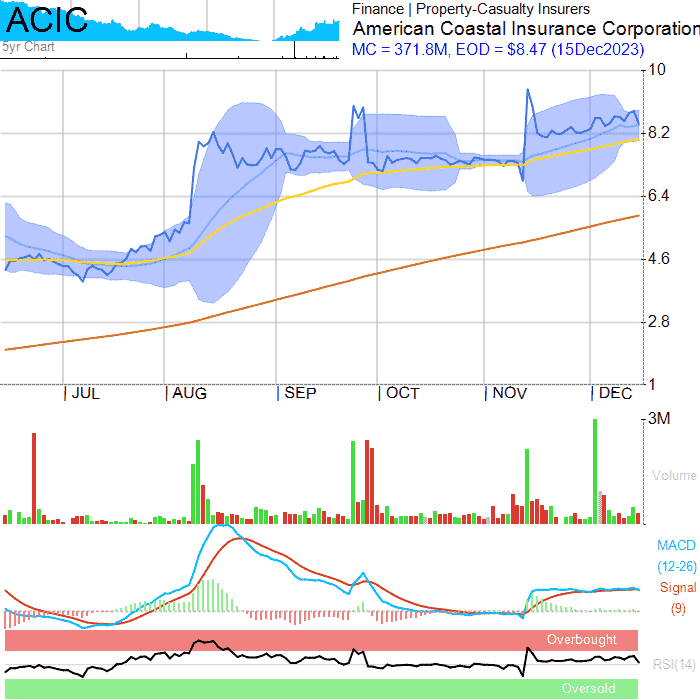 ACIC
5yr Chart
Finance | Property-Casualty Insurers
American Coastal Insurance Corporation
MC = 371.8M, EOD = $8.47 (15Dec2023)
10
8.2
6.4
4.6
2.8
1
JUL AUG SEP OCT NOV DEC
3M
Volume
MACD
(12-26)
Signal
(9)
Overbought
RSI(14)
Oversold